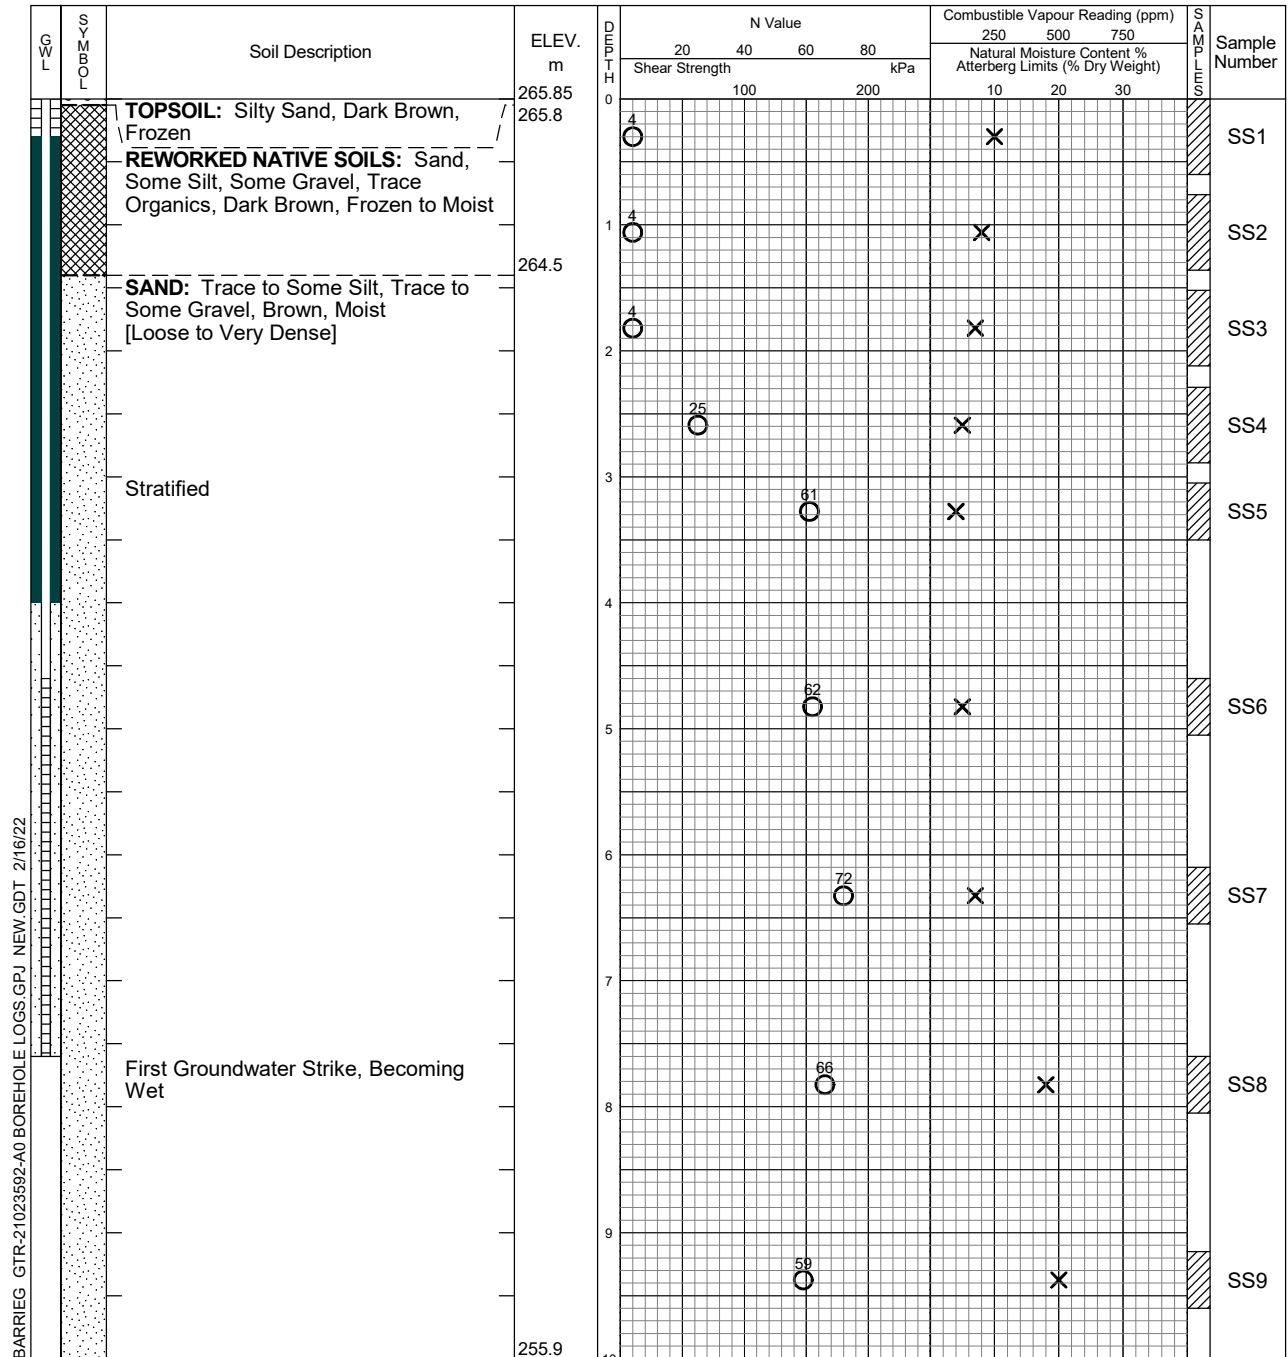 GWL
SYMBOL
Soil Description
ELEV.
m
DEPTH
N Value
20 40 60 80
Shear Strength kPa
100 200
Combustible Vapour Reading (ppm)
250 500 750
Natural Moisture Content %
Atterberg Limits (% Dry Weight)
10 20 30
SAMPLES
Sample
Number
265.85
0
TOPSOIL: Silty Sand, Dark Brown,
Frozen
265.8
REWORKED NATIVE SOILS: Sand,
Some Silt, Some Gravel, Trace
Organics, Dark Brown, Frozen to Moist
4
SS1
1
4
SS2
264.5
SAND: Trace to Some Silt, Trace to
Some Gravel, Brown, Moist
[Loose to Very Dense]
4
SS3
2
25
SS4
3
Stratified
61
SS5
4
62
SS6
5
6
72
SS7
7
First Groundwater Strike, Becoming
Wet
66
SS8
8
9
59
SS9
255.9
BARRIEG GTR-21023592-A0 BOREHOLE LOGS.GPJ NEW.GDT 2/16/22